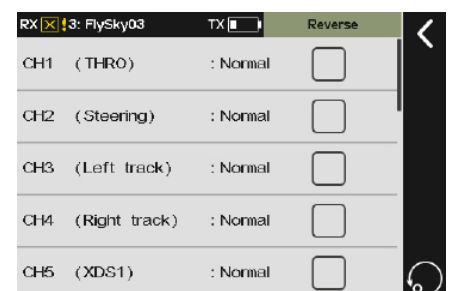 RX ! 3: FlySky03 TX Reverse
CH1 (THRO) : Normal
CH2 (Steering) : Normal
CH3 (Left track) : Normal
CH4 (Right track) : Normal
CH5 (XDS1) : Normal